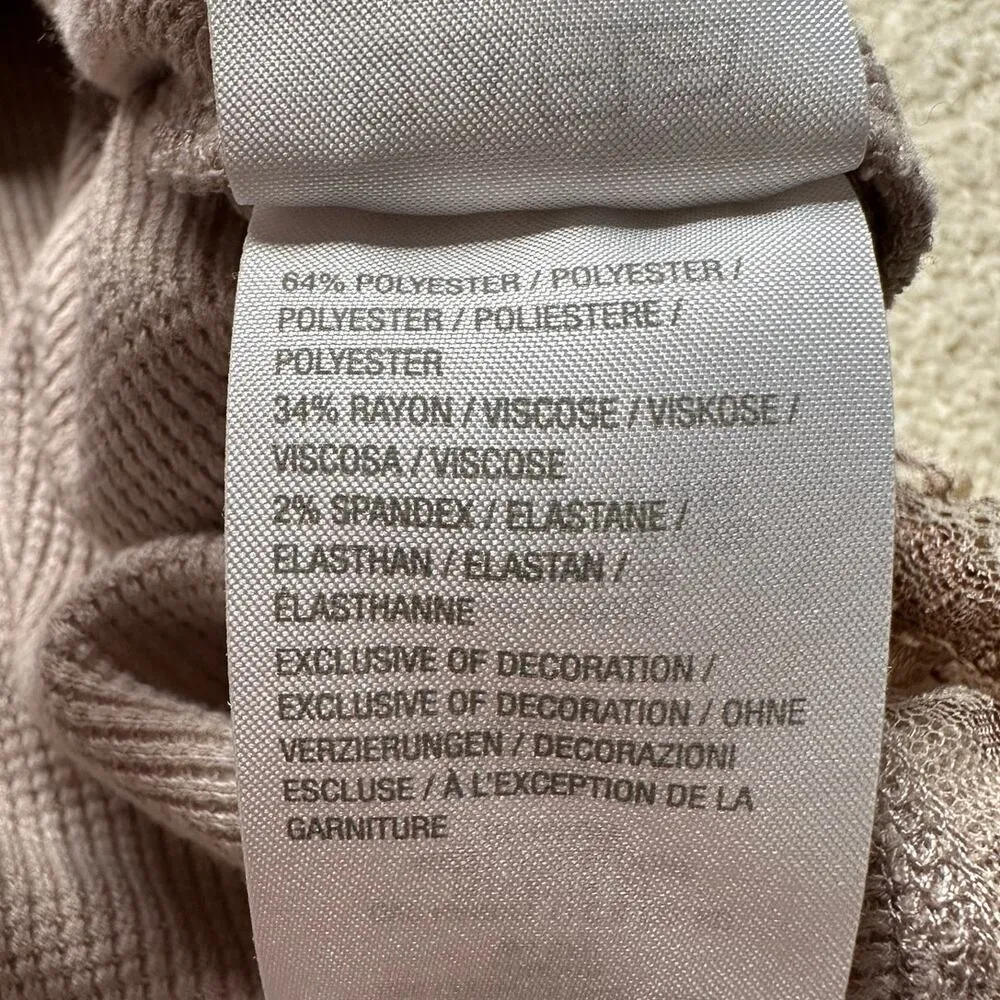 64% POLYESTER / POLYESTER /
POLYESTER / POLIESTERE /
POLYESTER
34% RAYON / VISCOSE / VISKOSE /
VISCOSA / VISCOSE
2% SPANDEX / ELASTANE /
ELASTHAN / ELASTAN /
ÉLASTHANNE
EXCLUSIVE OF DECORATION /
EXCLUSIVE OF DECORATION / OHNE
VERZIERUNGEN / DECORAZIONI
ESCLUSE / À L'EXCEPTION DE LA
GARNITURE